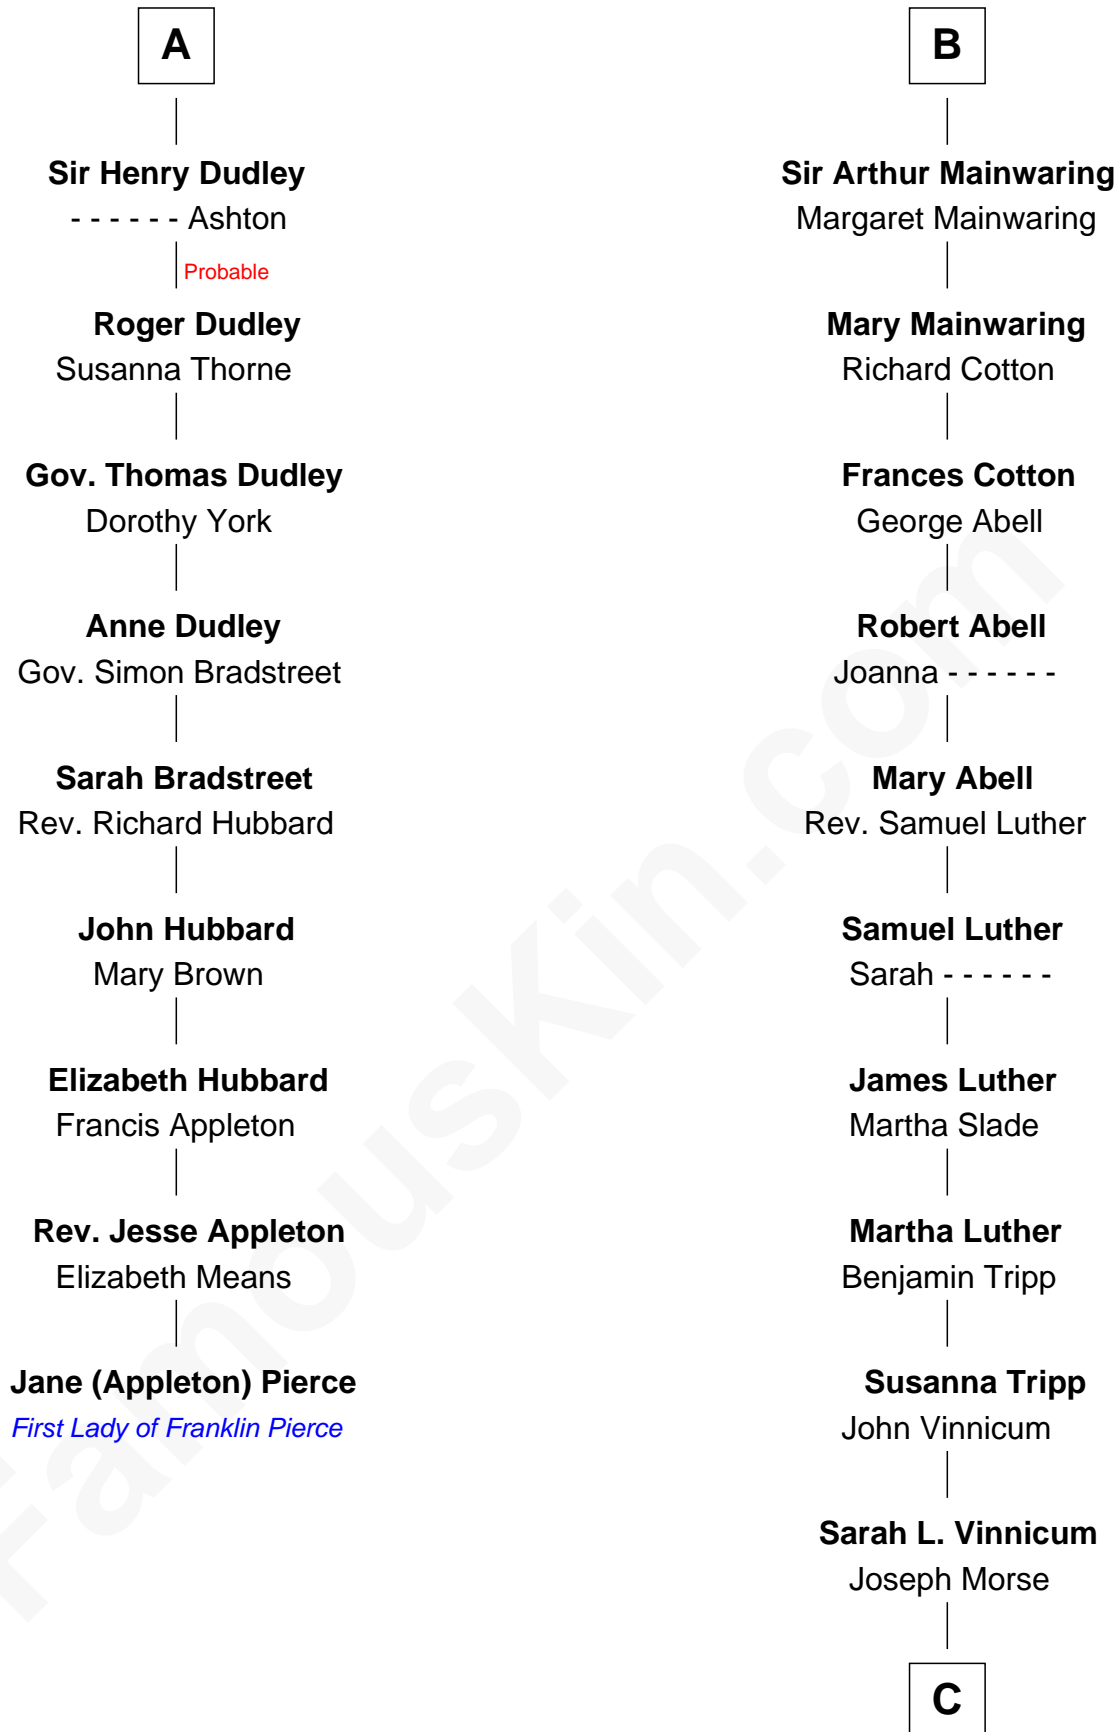 A
Sir Henry Dudley
- - - - - - Ashton
Probable
Roger Dudley
Susanna Thorne
Gov. Thomas Dudley
Dorothy York
Anne Dudley
Gov. Simon Bradstreet
Sarah Bradstreet
Rev. Richard Hubbard
John Hubbard
Mary Brown
Elizabeth Hubbard
Francis Appleton
Rev. Jesse Appleton
Elizabeth Means
Jane (Appleton) Pierce
First Lady of Franklin Pierce
B
Sir Arthur Mainwaring
Margaret Mainwaring
Mary Mainwaring
Richard Cotton
Frances Cotton
George Abell
Robert Abell
Joanna - - - - - -
Mary Abell
Rev. Samuel Luther
Samuel Luther
Sarah - - - - - -
James Luther
Martha Slade
Martha Luther
Benjamin Tripp
Susanna Tripp
John Vinnicum
Sarah L. Vinnicum
Joseph Morse
C
FamousKin.com